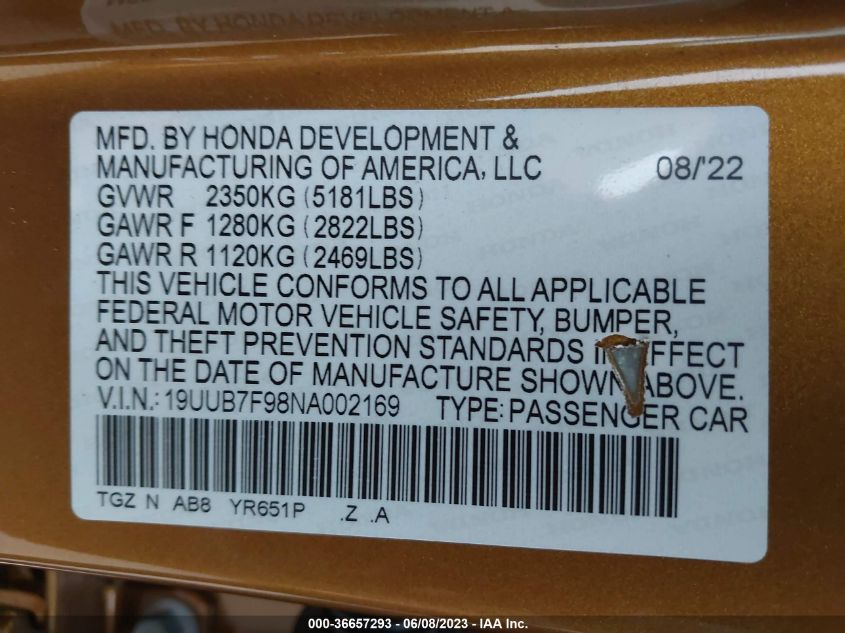 MFD. BY HONDA DEVELOPMENT &
MANUFACTURING OF AMERICA, LLC 08/'22
GVWR 2350KG (5181LBS)
GAWR F 1280KG (2822LBS)
GAWR R 1120KG (2469LBS)
THIS VEHICLE CONFORMS TO ALL APPLICABLE
FEDERAL MOTOR VEHICLE SAFETY, BUMPER,
AND THEFT PREVENTION STANDARDS IN EFFECT
ON THE DATE OF MANUFACTURE SHOWN ABOVE.
V.I.N.: 19UUB7F98NA002169 TYPE: PASSENGER CAR
TGZ N AB8 YR651P .Z .A
000-36657293 - 06/08/2023 - IAA Inc.